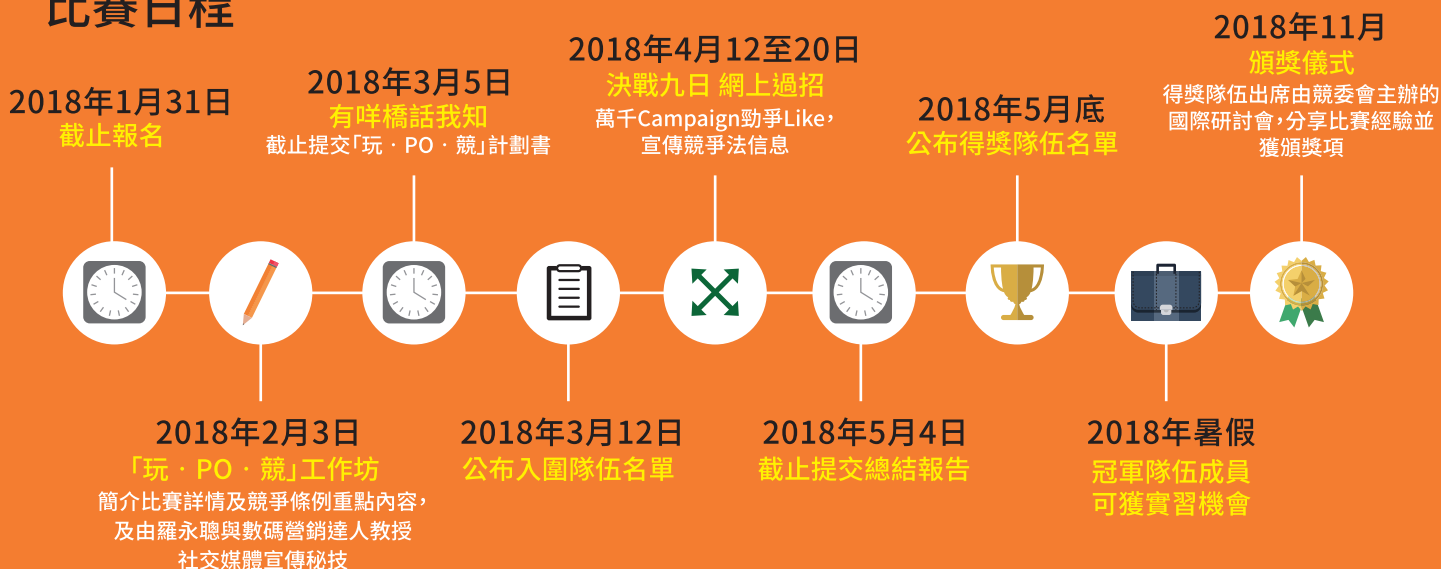 比賽日程
2018年1月31日
截止報名
2018年2月3日
「玩．PO．競」工作坊
簡介比賽詳情及競爭條例重點內容，
及由羅永聰與數碼營銷達人教授
社交媒體宣傳秘技
2018年3月5日
有咩橋話我知
截止提交「玩．PO．競」計劃書
2018年3月12日
公布入圍隊伍名單
2018年4月12至20日
決戰九日 網上過招
萬千Campaign勁爭Like，
宣傳競爭法信息
2018年5月4日
截止提交總結報告
2018年5月底
公布得獎隊伍名單
2018年暑假
冠軍隊伍成員
可獲實習機會
2018年11月
頒獎儀式
得獎隊伍出席由競委會主辦的
國際研討會，分享比賽經驗並
獲頒獎項